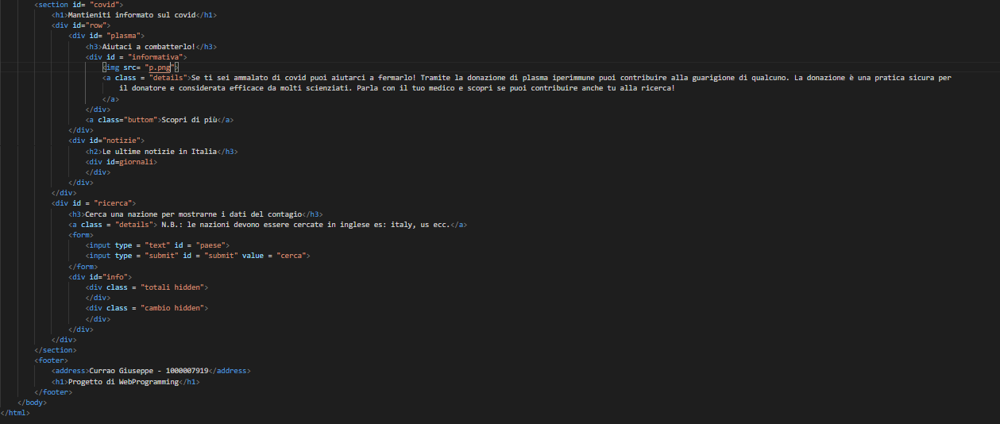 <section id= "covid">
<h1>Mantieniti informato sul covid</h1>
<div id="row">
<div id= "plasma">
<h3>Aiutaci a combatterlo!</h3>
<div id = "informativa">
<img src= "p.png">
<a class = "details">Se ti sei ammalato di covid puoi aiutarci a fermarlo! Tramite la donazione di plasma iperimmune puoi contribuire alla guarigione di qualcuno. La donazione è una pratica sicura per
il donatore e considerata efficace da molti scienziati. Parla con il tuo medico e scopri se puoi contribuire anche tu alla ricerca!
</a>
</div>
<a class="buttom">Scopri di più</a>
</div>
<div id="notizie">
<h2>Le ultime notizie in Italia</h3>
<div id=giornali>
</div>
</div>
</div>
<div id = "ricerca">
<h3>Cerca una nazione per mostrarne i dati del contagio</h3>
<a class = "details"> N.B.: le nazioni devono essere cercate in inglese es: italy, us ecc.</a>
<form>
<input type = "text" id = "paese">
<input type = "submit" id = "submit" value = "cerca">
</form>
<div id="info">
<div class = "totali hidden">
</div>
<div class = "cambio hidden">
</div>
</div>
</div>
</section>
<footer>
<address>Currao Giuseppe - 1000007919</address>
<h1>Progetto di WebProgramming</h1>
</footer>
</body>
</html>